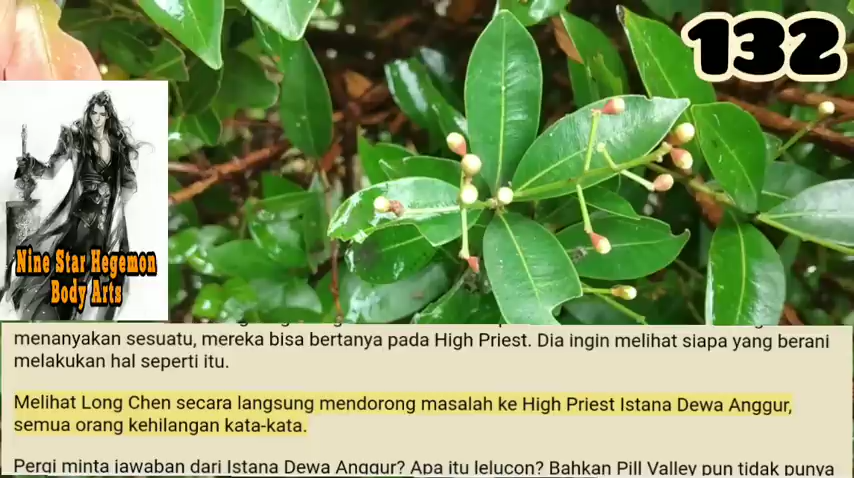 132
Nine Star Hegemon
Body Arts
menanyakan sesuatu, mereka bisa bertanya pada High Priest. Dia ingin melihat siapa yang berani
melakukan hal seperti itu.
Melihat Long Chen secara langsung mendorong masalah ke High Priest Istana Dewa Anggur,
semua orang kehilangan kata-kata.
Pergi minta jawaban dari Istana Dewa Anggur? Apa itu lelucon? Bahkan Pill Valley pun tidak punya